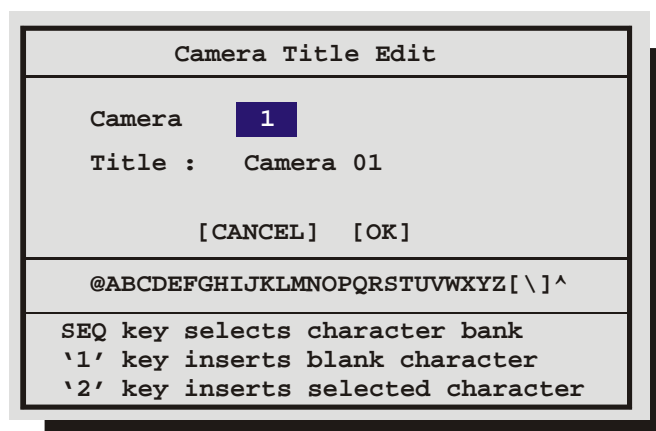 Camera Title Edit
Camera 1
Title : Camera 01
[CANCEL] [OK]
@ABCDEFGHIJKLMNOPQRSTUVWXYZ[\]^
SEQ key selects character bank
‘1’ key inserts blank character
‘2’ key inserts selected character